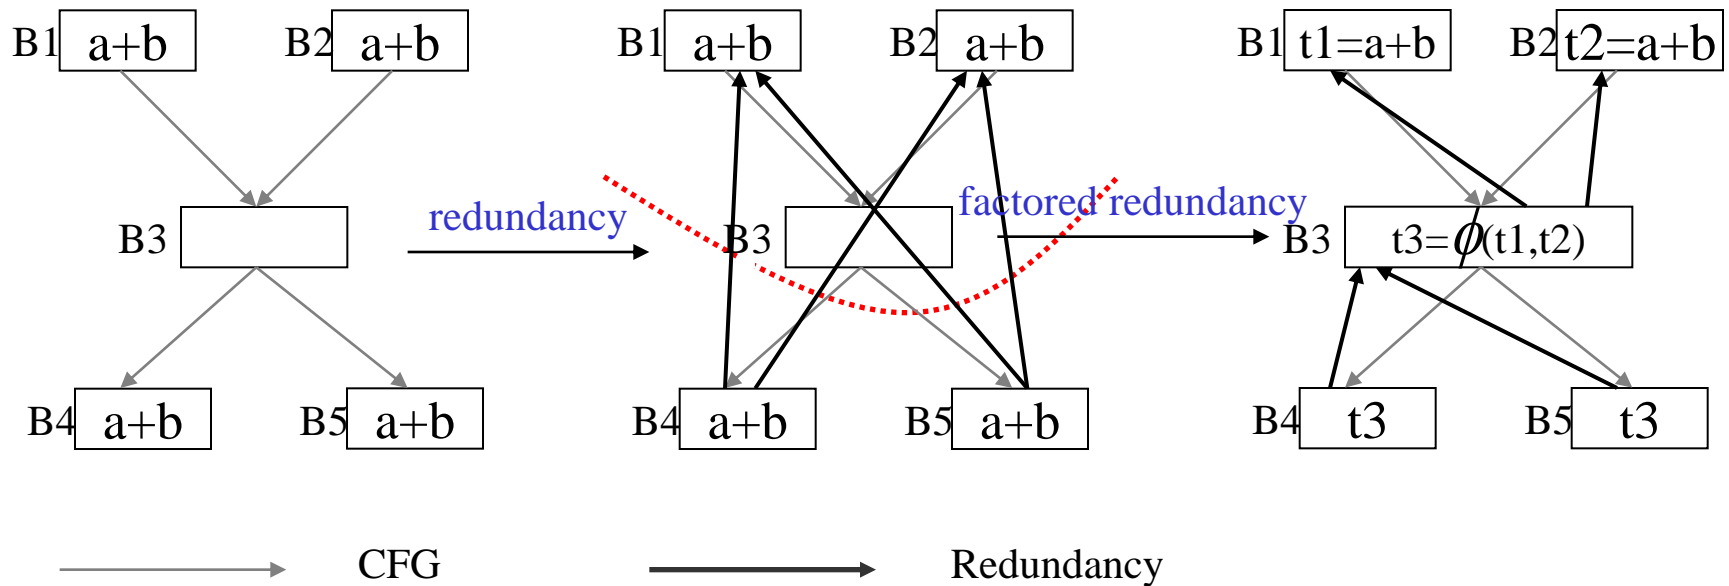 B1 a+b B2 a+b B1 a+b B2 a+b B1 t1=a+b B2 t2=a+b
redundancy factored redundancy
B3 B3 B3 t3=ϕ(t1,t2)
B4 a+b B5 a+b B4 a+b B5 a+b B4 t3 B5 t3
CFG Redundancy